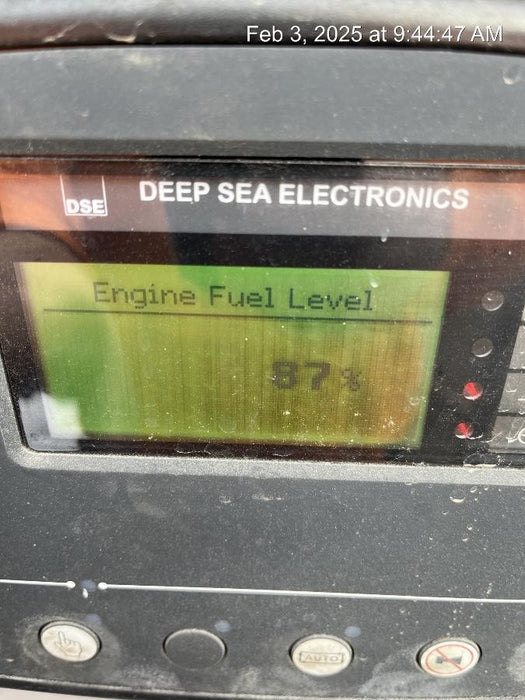 Feb 3, 2025 at 9:44:47 AM
DSE
DEEP SEA ELECTRONICS
Engine Fuel Level
87 %
AUTO